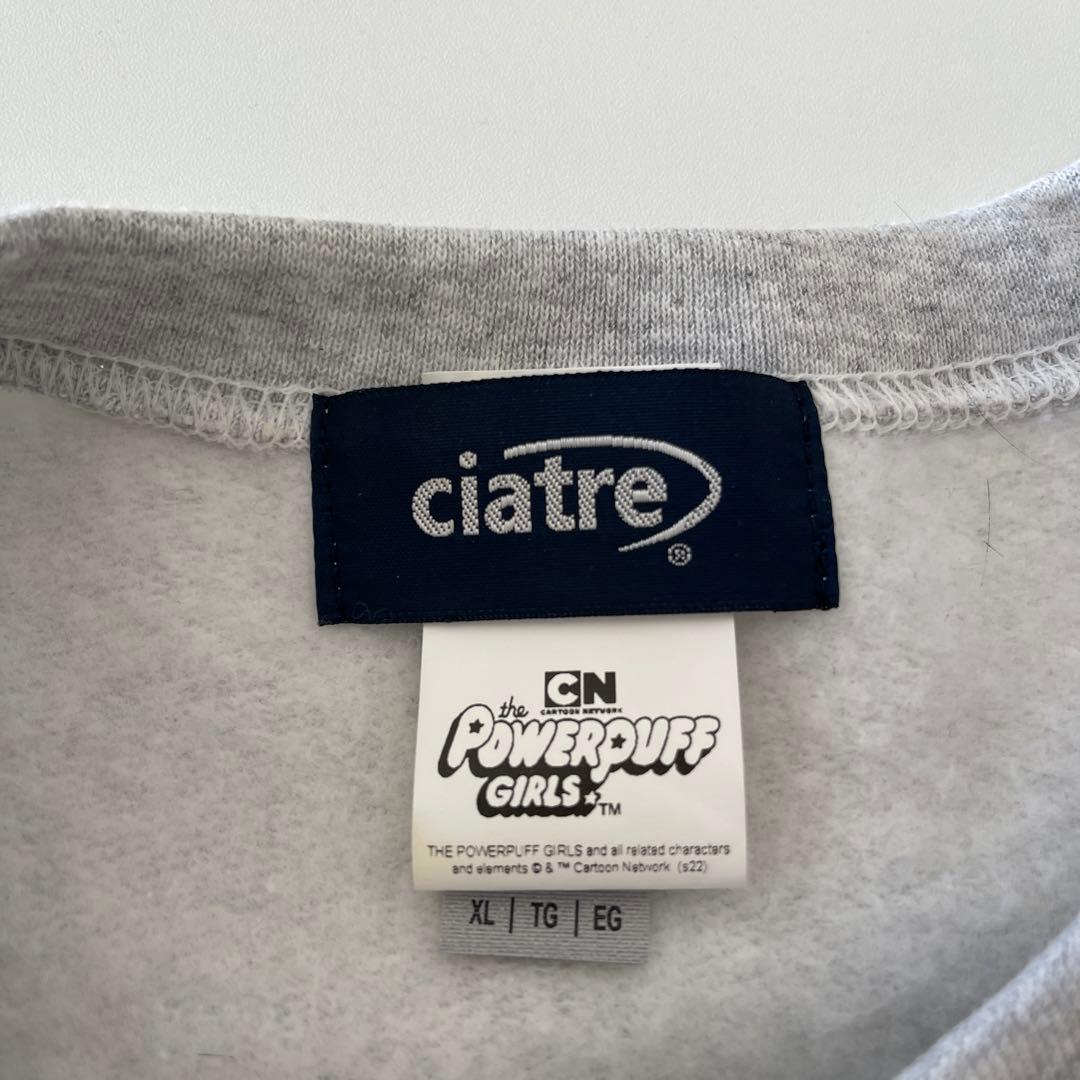 ciatre
®
CN
CARTOON NETWORK
the
POWERPUFF
GIRLS
™
THE POWERPUFF GIRLS and all related characters
and elements © & ™ Cartoon Network (s22)
XL | TG | EG